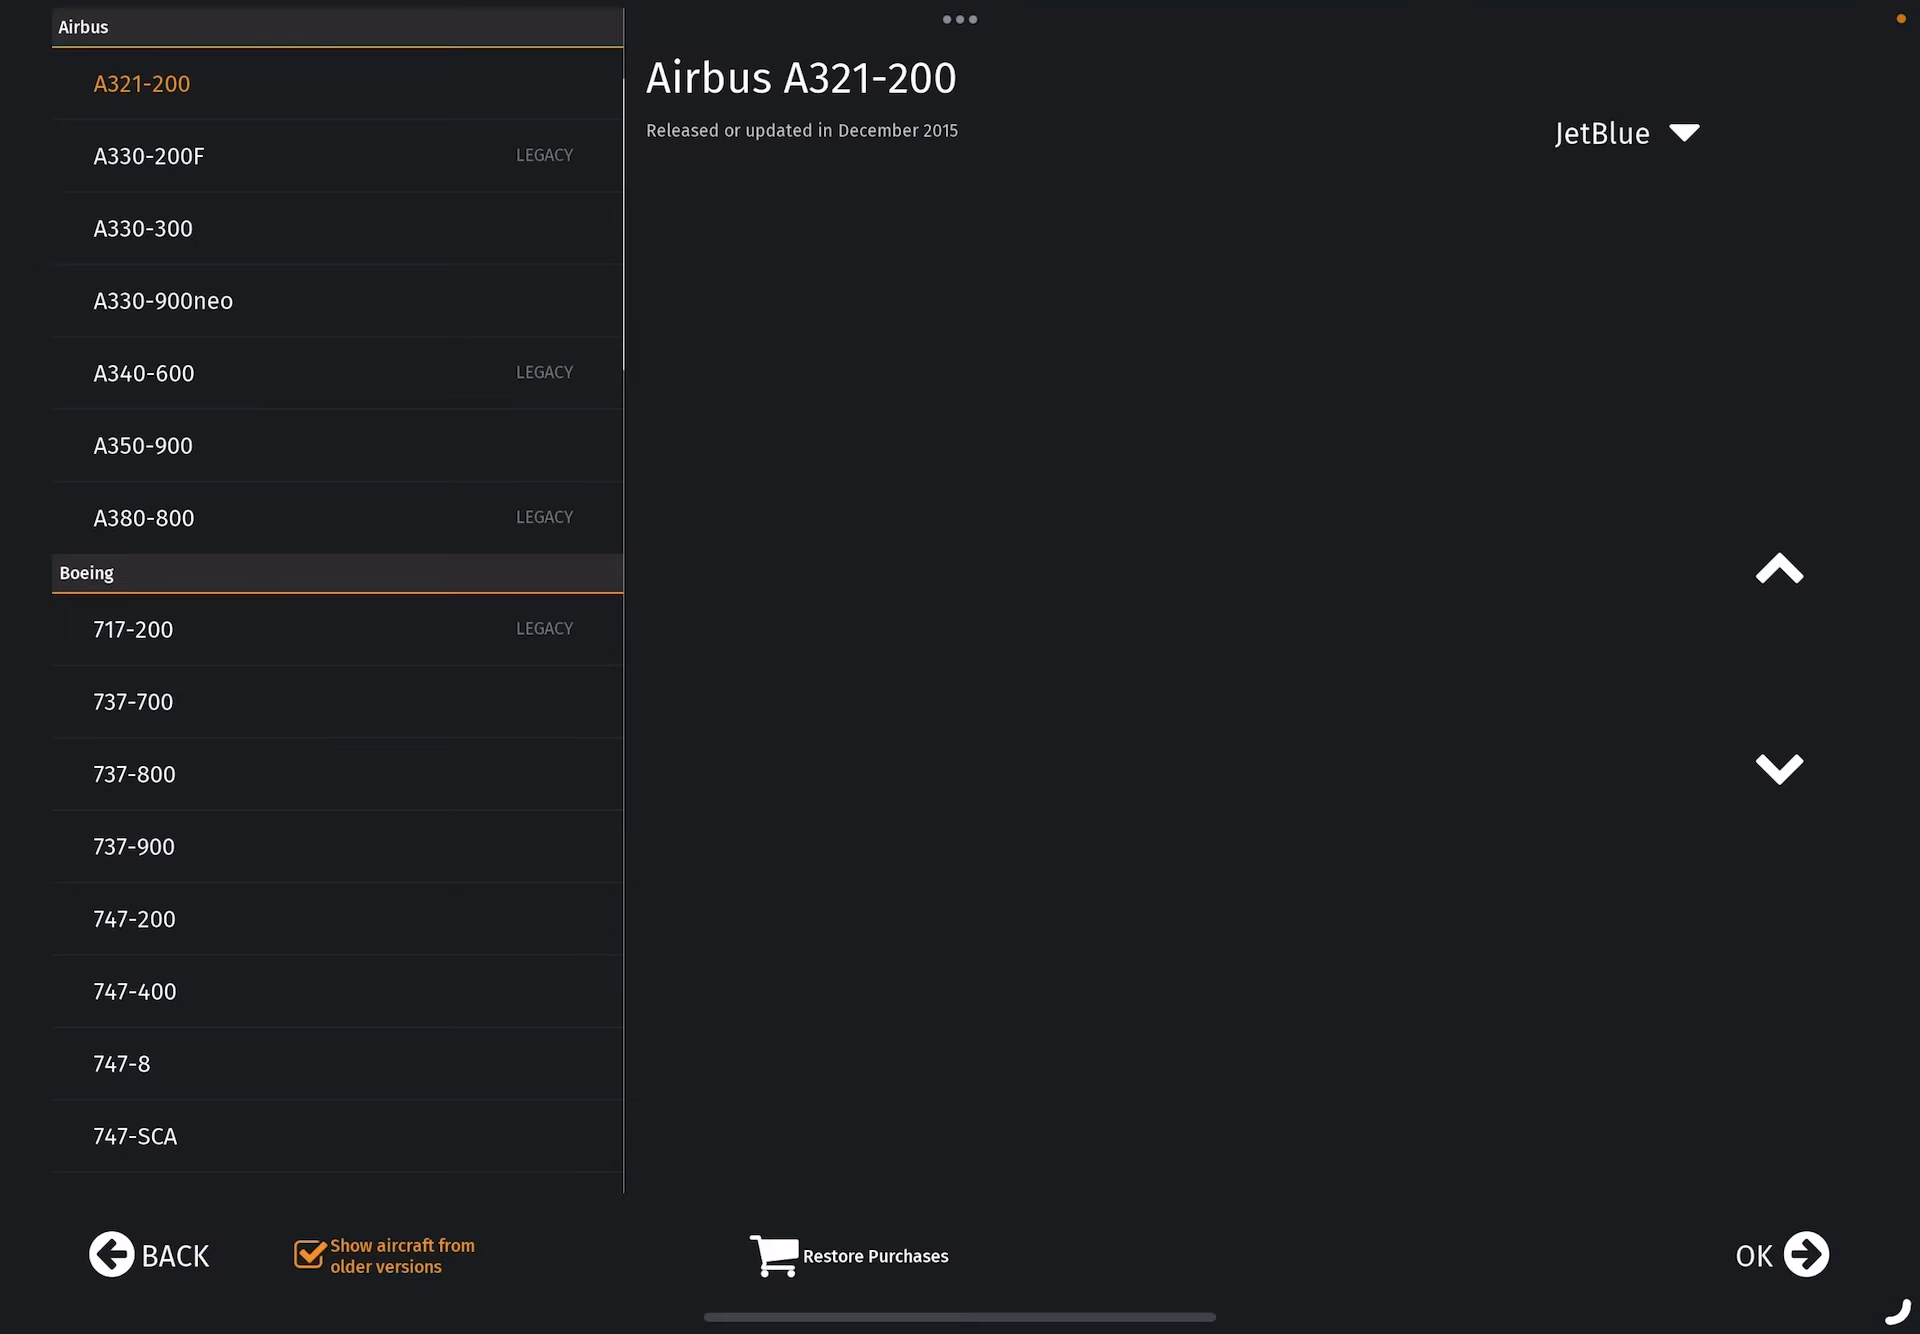 Airbus
A321-200
A330-200F LEGACY
A330-300
A330-900neo
A340-600 LEGACY
A350-900
A380-800 LEGACY
Boeing
717-200 LEGACY
737-700
737-800
737-900
747-200
747-400
747-8
747-SCA
Airbus A321-200
Released or updated in December 2015
JetBlue
BACK
Show aircraft from
older versions
Restore Purchases
OK